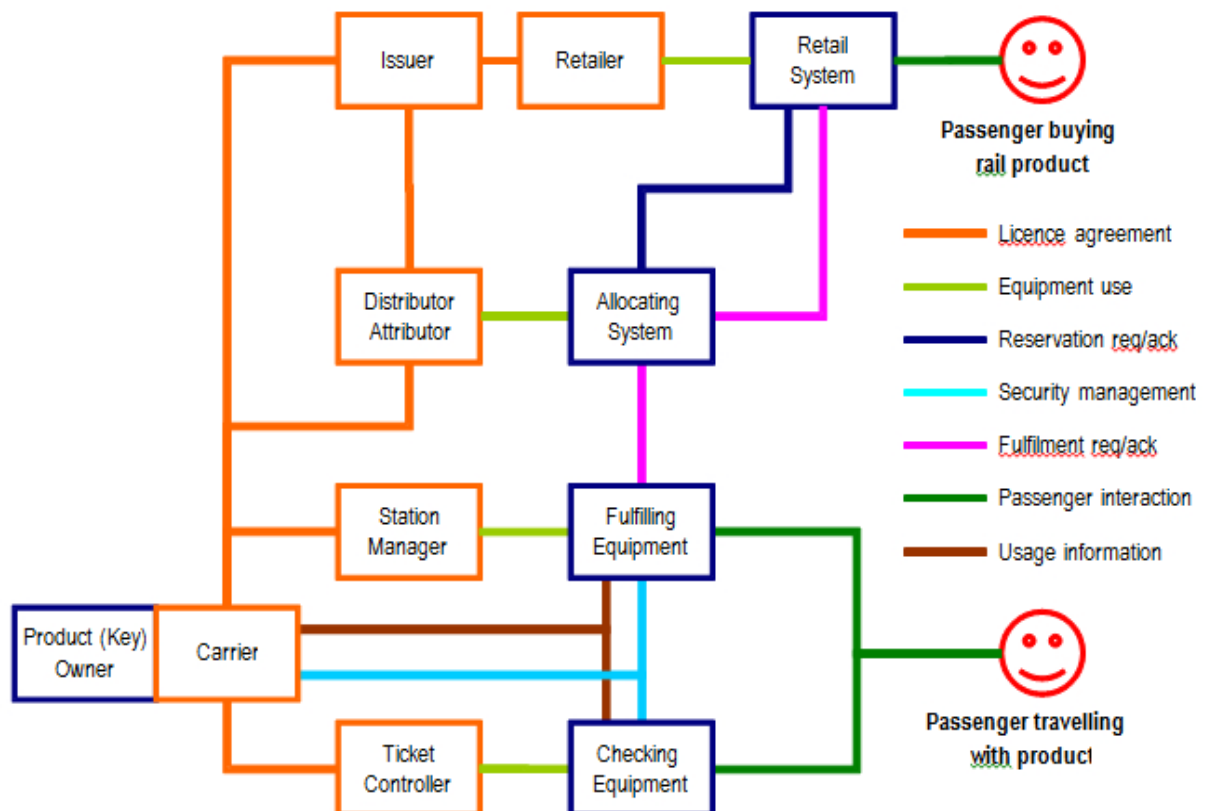 Issuer
Retailer
Retail
System
Passenger buying
rail product
Licence agreement
Equipment use
Reservation req/ack
Security management
Fulfilment req/ack
Passenger interaction
Usage information
Distributor
Attributor
Allocating
System
Station
Manager
Fulfilling
Equipment
Product (Key)
Owner
Carrier
Ticket
Controller
Checking
Equipment
Passenger travelling
with product